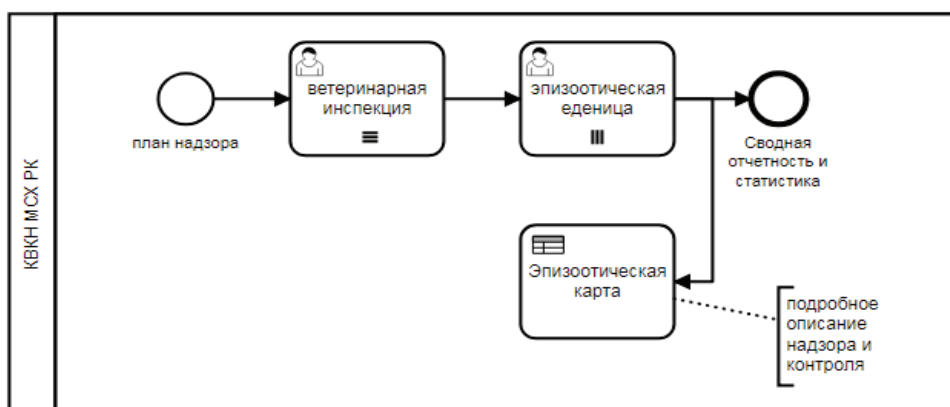 КВКН МСХ РК
план надзора
ветеринарная
инспекция
эпизоотическая
еденица
Сводная
отчетность и
статистика
Эпизоотическая
карта
подробное
описание
надзора и
контроля